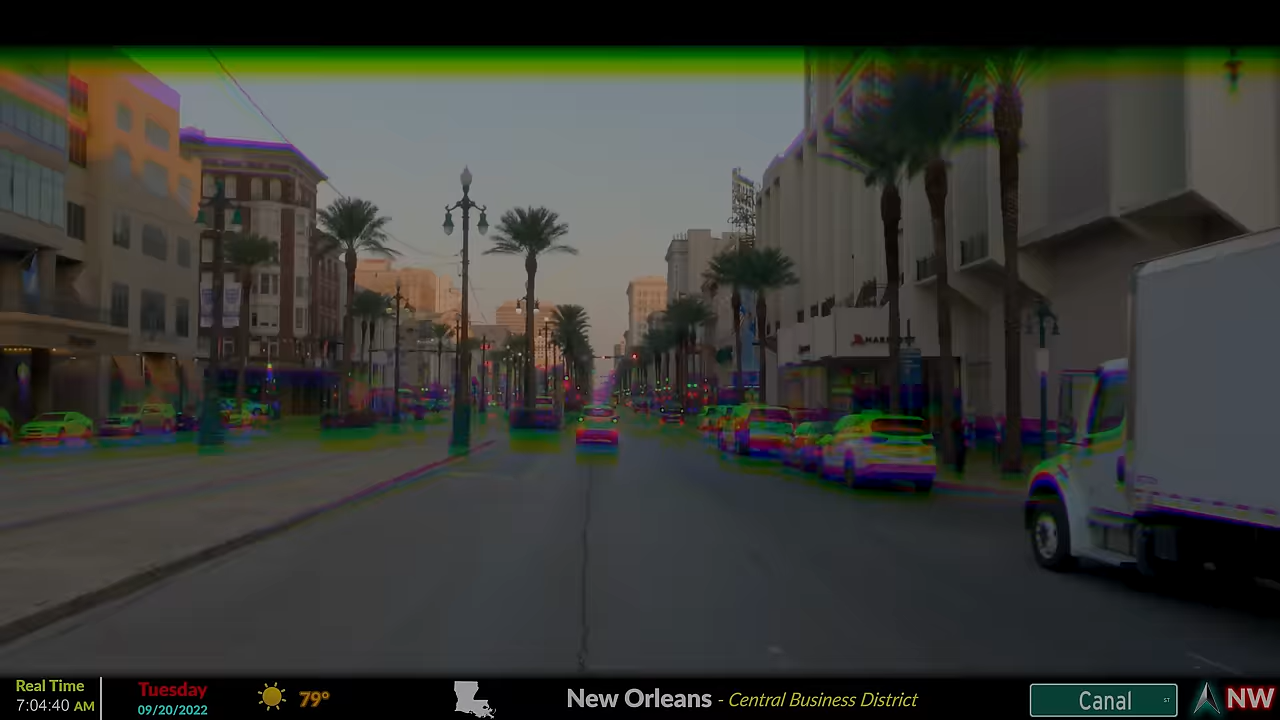 MARRIOTT
Real Time
7:04:40 AM
Tuesday
09/20/2022
79°
New Orleans - Central Business District
Canal ST
NW